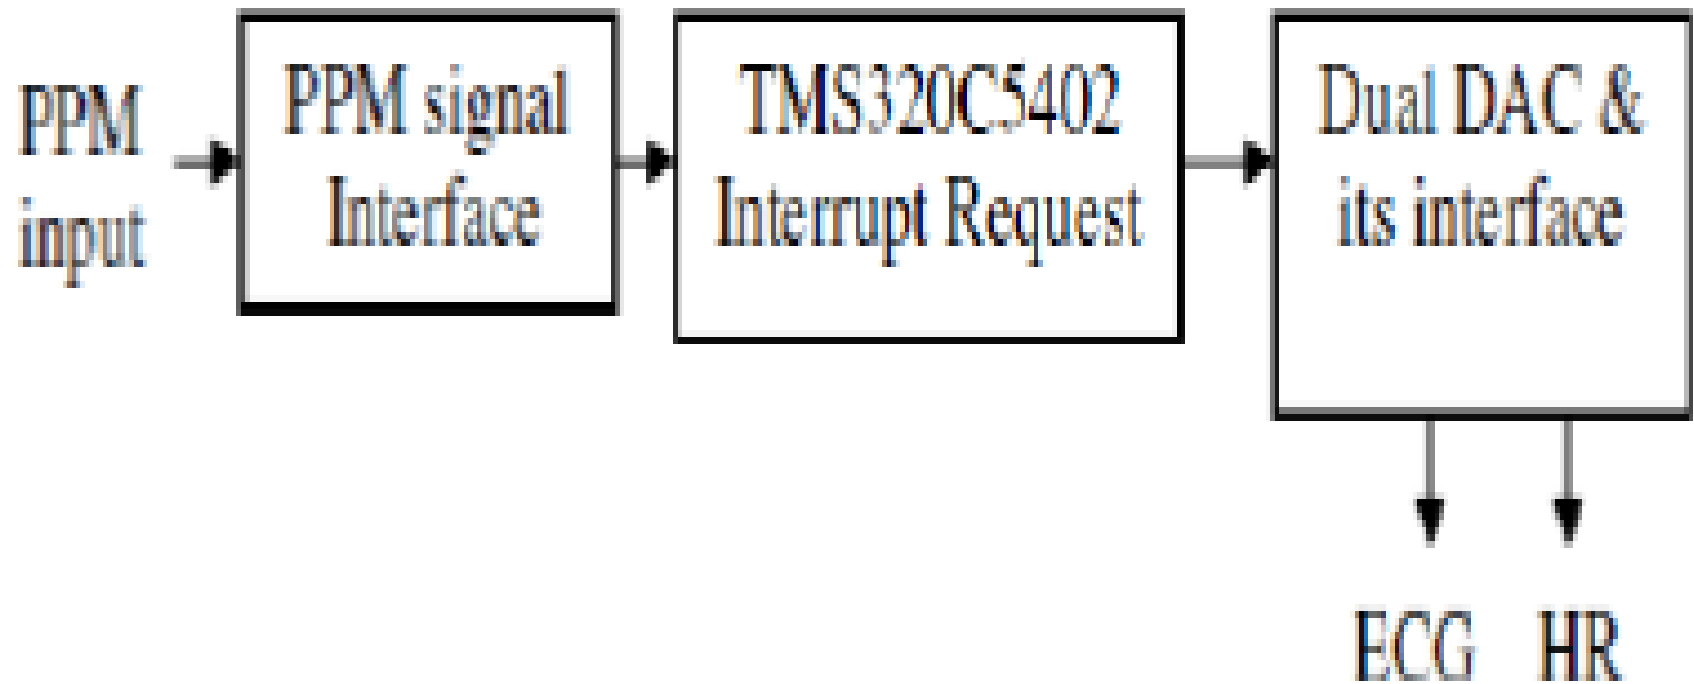 PPM
input
PPM signal
Interface
TMS320C5402
Interrupt Request
Dual DAC &
its interface
ECG HR